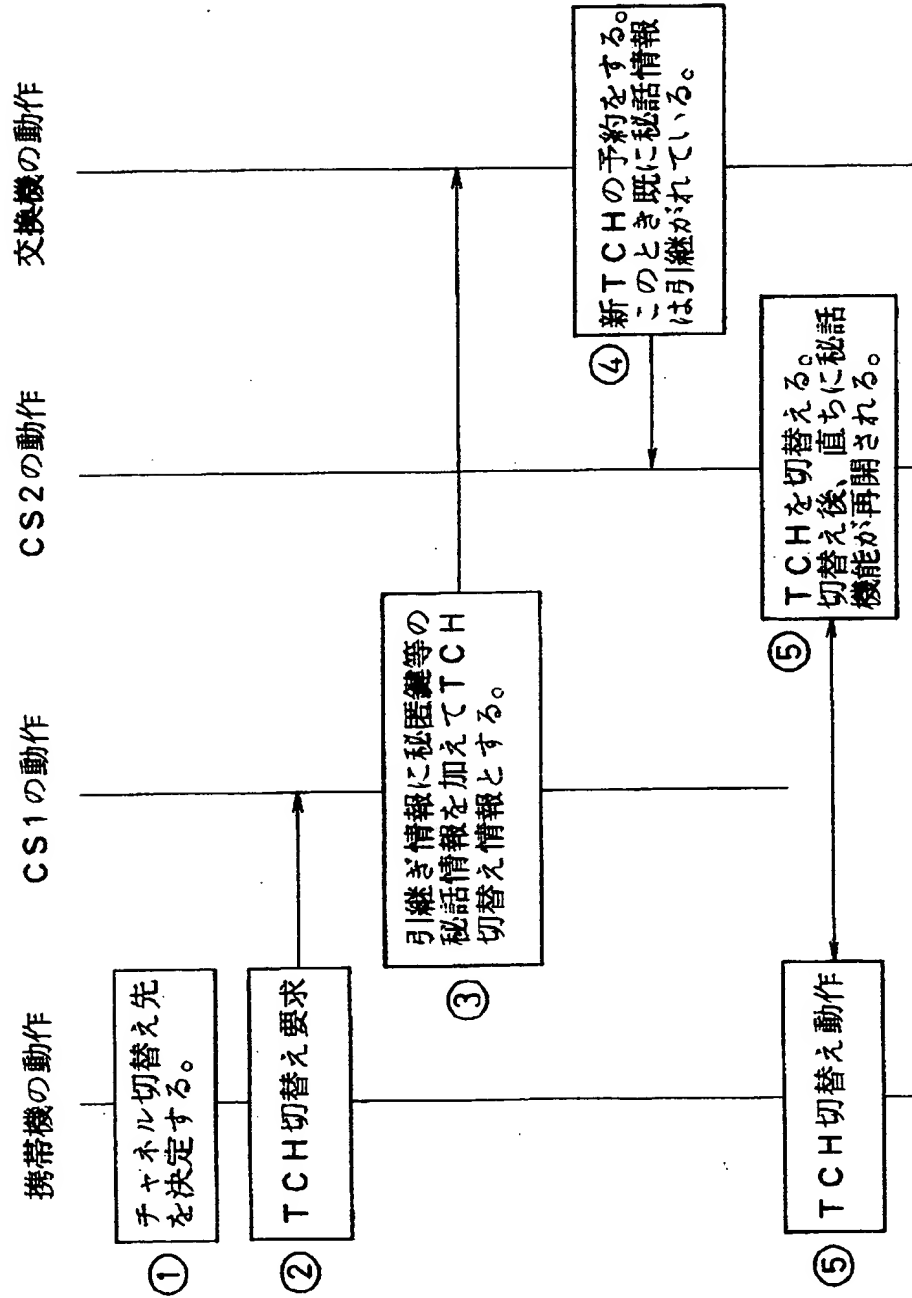 携帯機の動作
CS1の動作
CS2の動作
交換機の動作
①
チャネル切替え先
を決定する。
②
TCH切替え要求
③
引継ぎ情報に秘匿鍵等の
秘話情報を加えてTCH
切替え情報とする。
④
新TCHの予約をする。
このとき既に秘話情報
は引継がれている。
⑤
TCH切替え動作
⑤
TCHを切替える。
切替え後、直ちに秘話
機能が再開される。